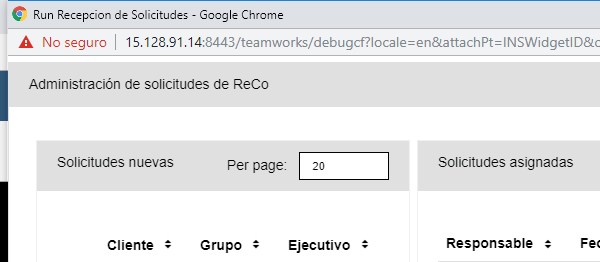 Run Recepcion de Solicitudes - Google Chrome
No seguro 15.128.91.14:8443/teamworks/debugcf?locale=en&attachPt=INSWidgetID&c
Administración de solicitudes de ReCo
Solicitudes nuevas Per page: 20 Solicitudes asignadas
Cliente Grupo Ejecutivo Responsable Fec